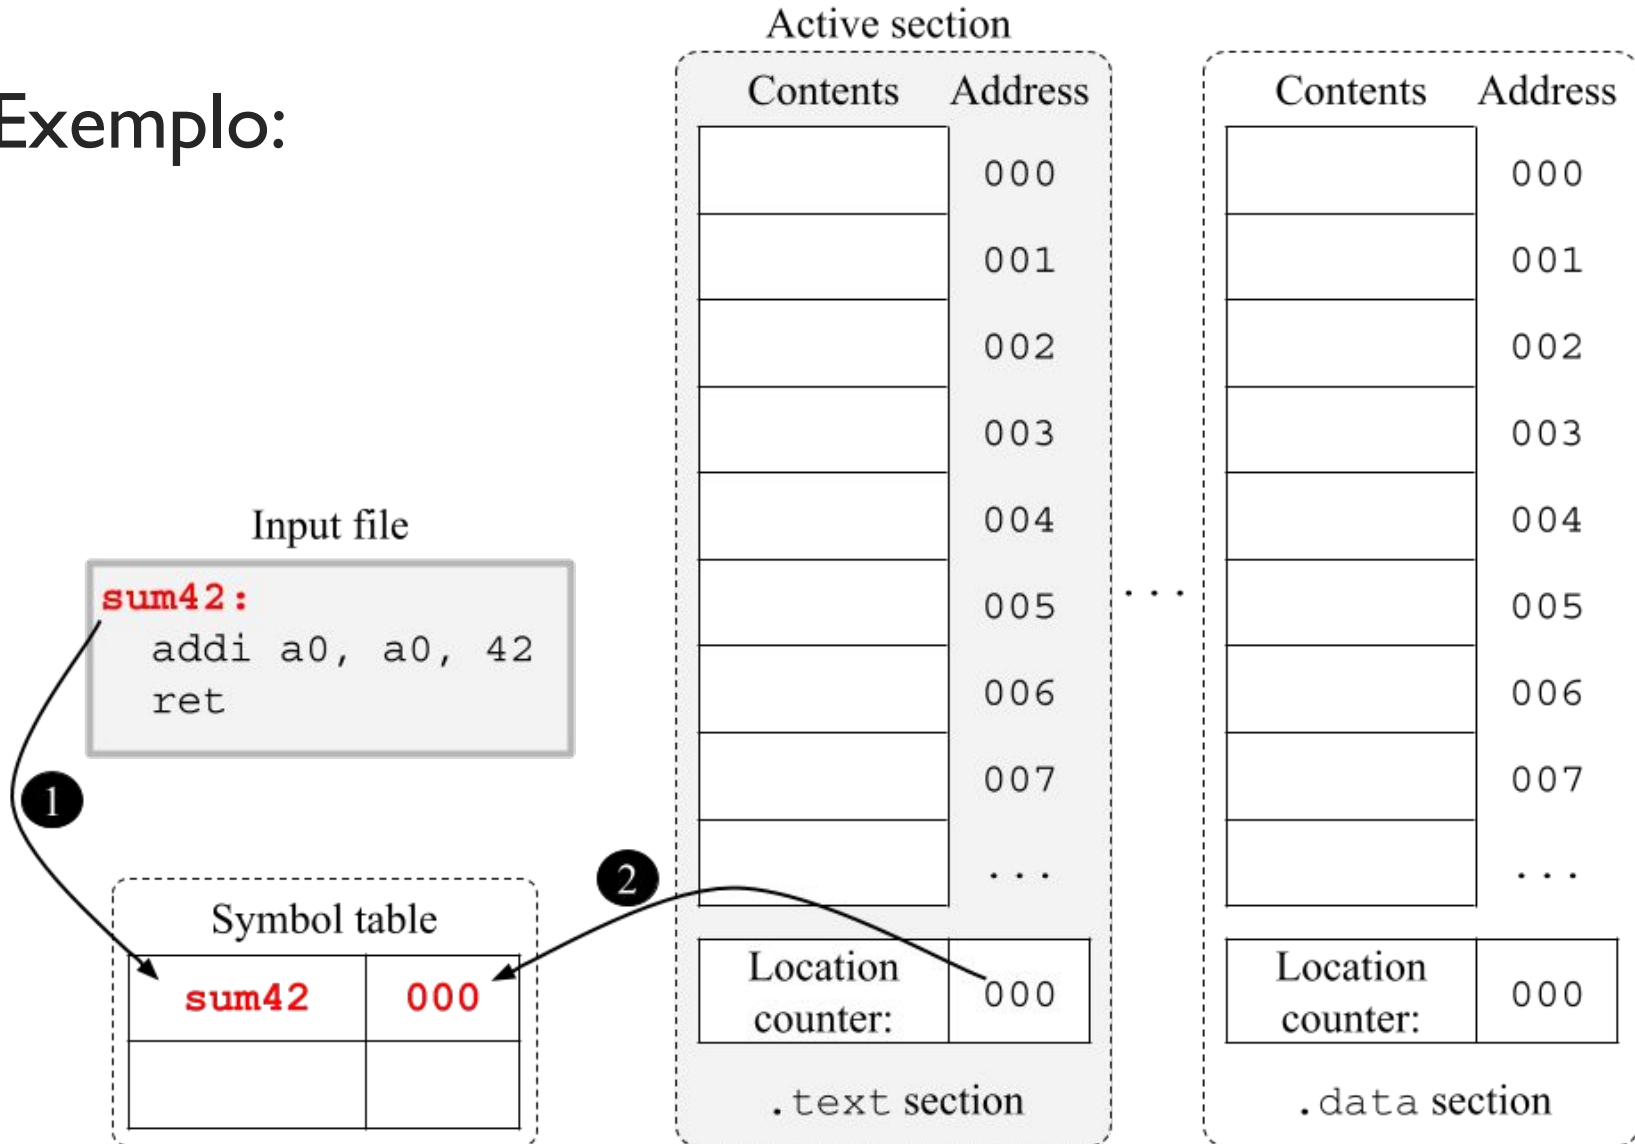 Exemplo:
Active section
Contents Address
000
001
002
003
004
005
006
007
...
Location
counter:
000
.text section
...
Contents Address
000
001
002
003
004
005
006
007
...
Location
counter:
000
.data section
Input file
sum42:
addi a0, a0, 42
ret
1
2
Symbol table
sum42 000